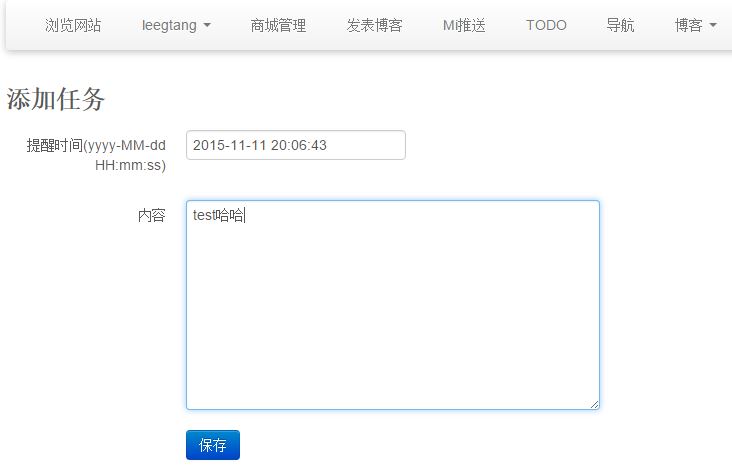 浏览网站 leegtang 商城管理 发表博客 MI推送 TODO 导航 博客
添加任务
提醒时间(yyyy-MM-dd
HH:mm:ss)
2015-11-11 20:06:43
内容
test哈哈
保存